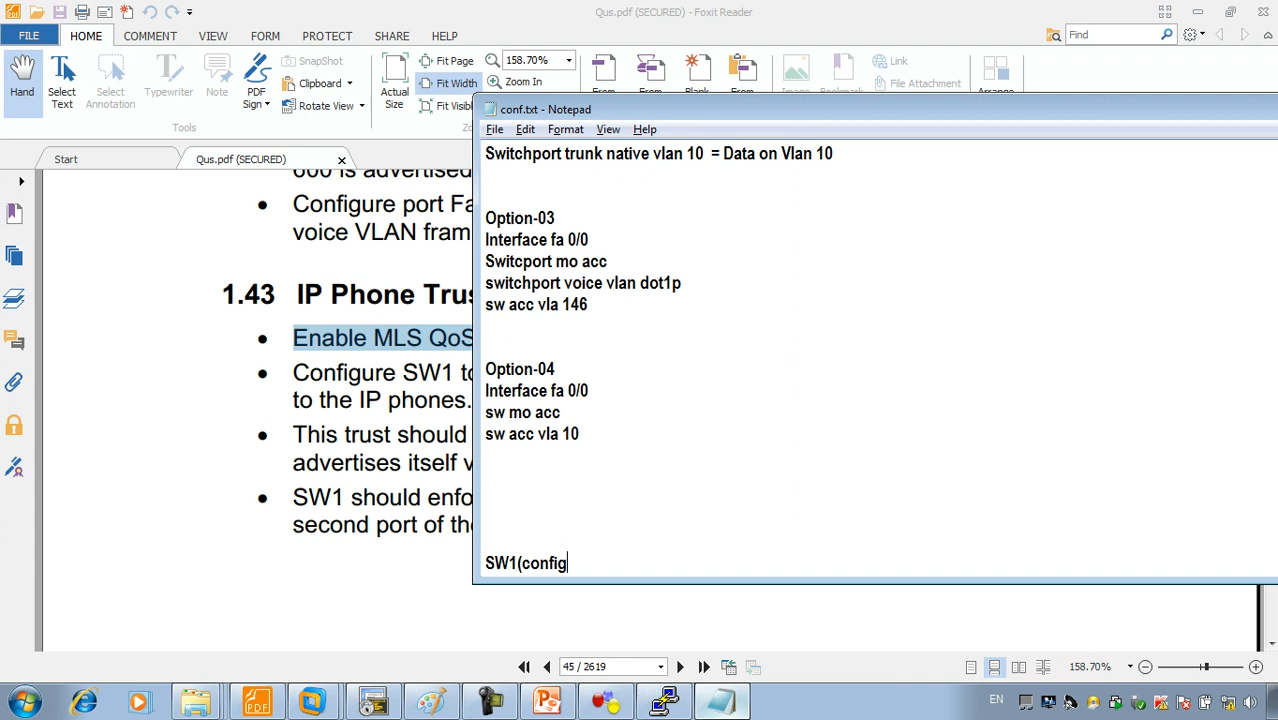 Qus.pdf (SECURED) - Foxit Reader
FILE HOME COMMENT VIEW FORM PROTECT SHARE HELP
Find
Hand
Select Text
Select Annotation
Typewriter
Note
PDF Sign
SnapShot
Clipboard
Rotate View
Tools
Actual Size
Fit Page
Fit Width
Fit Visibl
158.70%
Zoom In
Link
File Attachment
Start
Qus.pdf (SECURED)
600 is advertised
• Configure port Fa
voice VLAN fram
1.43 IP Phone Trus
• Enable MLS QoS
• Configure SW1 to
to the IP phones.
• This trust should
advertises itself v
• SW1 should enfo
second port of the
conf.txt - Notepad
File Edit Format View Help
Switchport trunk native vlan 10 = Data on Vlan 10
Option-03
Interface fa 0/0
Switcport mo acc
switchport voice vlan dot1p
sw acc vla 146
Option-04
Interface fa 0/0
sw mo acc
sw acc vla 10
SW1(config
45 / 2619
158.70%
EN